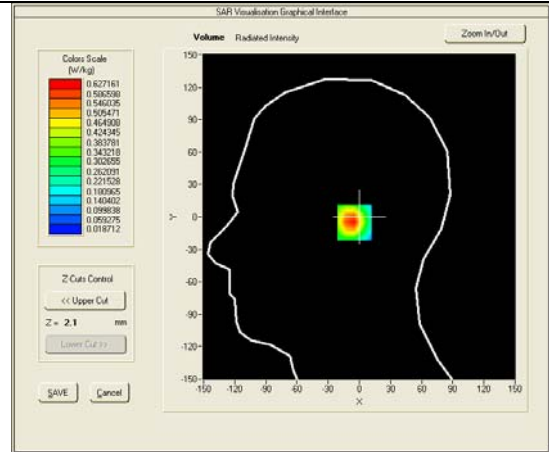 SAR Visualisation Graphical Interface
Volume Radiated Intensity
Zoom In/Out
Colors Scale
(W/kg)
0.627161
0.586598
0.546035
0.505471
0.464908
0.424345
0.383781
0.343218
0.302655
0.262091
0.221528
0.180965
0.140402
0.099838
0.059275
0.018712
Z Cuts Control
<< Upper Cut
Z = 2.1 mm
Lower Cut >>
SAVE Cancel
150
120
90
60
30
Y 0
-30
-60
-90
-120
-150
-150 -120 -90 -60 -30 0 30 60 90 120 150
X